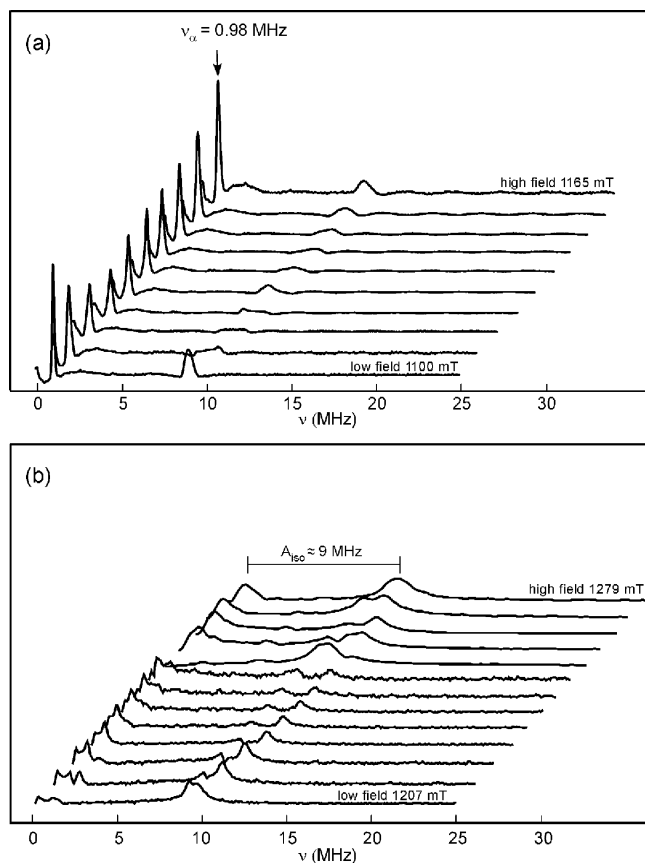 (a)
να = 0.98 MHz
high field 1165 mT
low field 1100 mT
0 5 10 15 20 25 30
ν (MHz)
(b)
Aiso ≈ 9 MHz
high field 1279 mT
low field 1207 mT
0 5 10 15 20 25 30
ν (MHz)